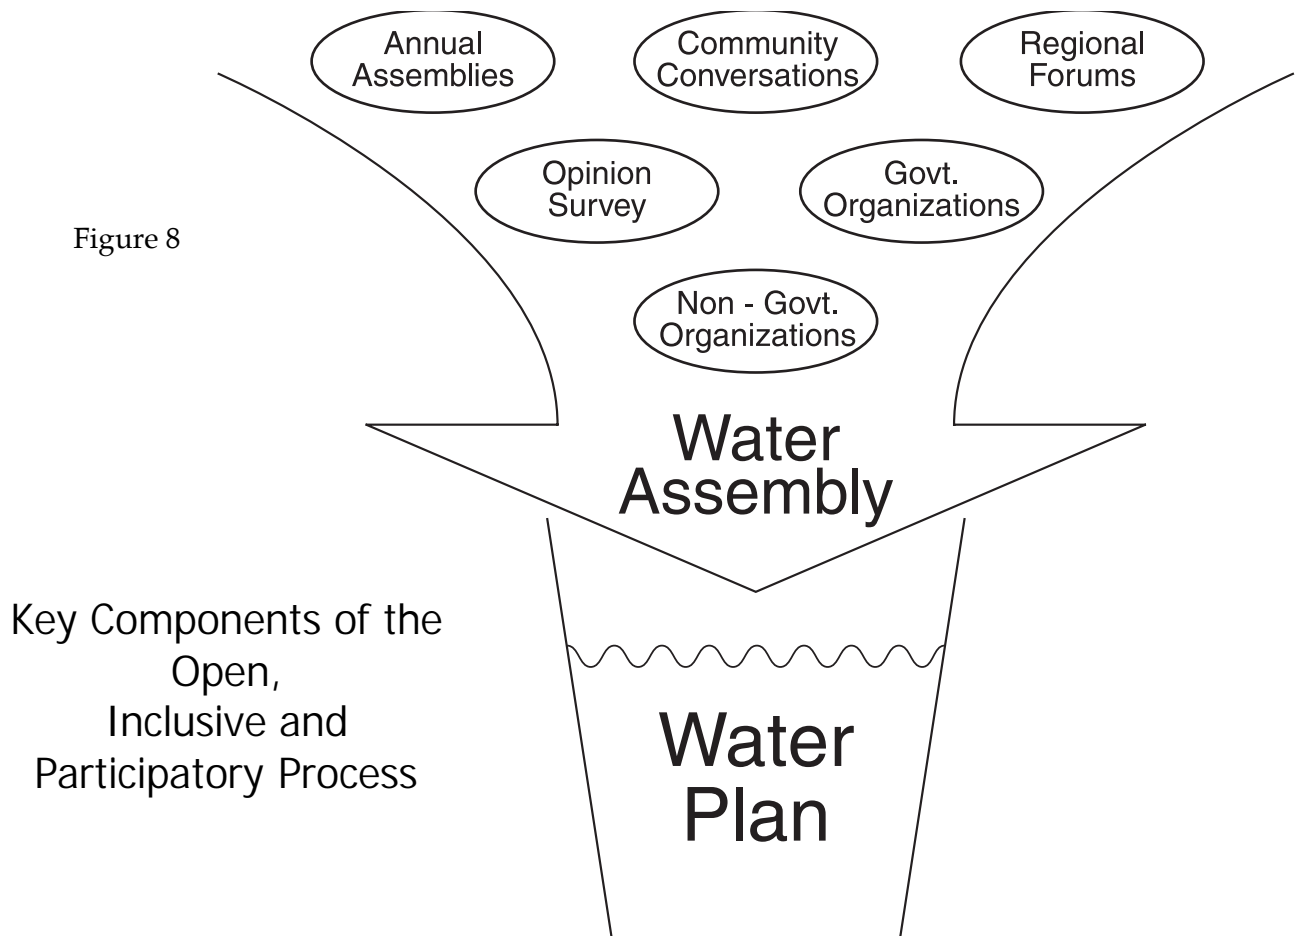 Annual
Assemblies
Community
Conversations
Regional
Forums
Opinion
Survey
Govt.
Organizations
Figure 8
Non - Govt.
Organizations
Water
Assembly
Key Components of the
Open,
Inclusive and
Participatory Process
Water
Plan